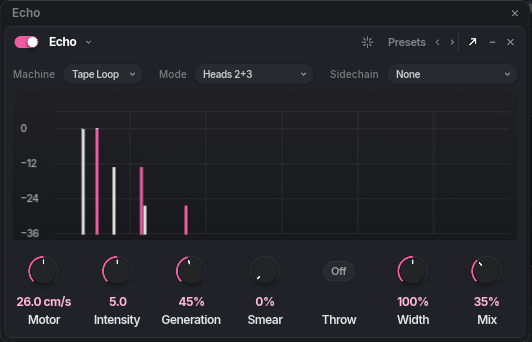 Echo
Echo
Presets
Machine Tape Loop Mode Heads 2+3 Sidechain None
0
−12
−24
−36
Off
26.0 cm/s 5.0 45% 0% 100% 35%
Motor Intensity Generation Smear Throw Width Mix